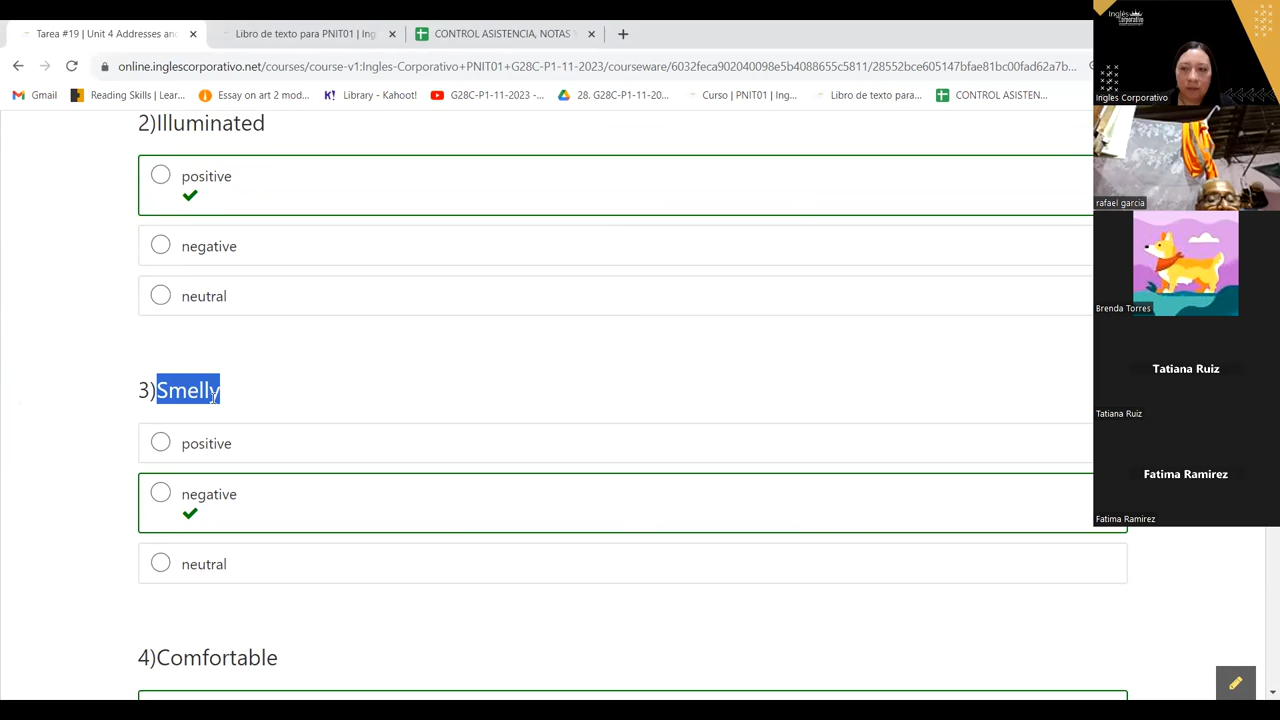 Tarea #19 | Unit 4 Addresses and
Libro de texto para PNIT01 | Ing
CONTROL ASISTENCIA, NOTAS
online.inglescorporativo.net/courses/course-v1:Ingles-Corporativo+PNIT01+G28C-P1-11-2023/courseware/6032feca902040098e5b4088655c5811/28552bce605147bfae81bc00fad62a7b...
Gmail
Reading Skills | Lear...
Essay on art 2 mod...
Library - Kami
G28C-P1-11-2023 -...
28. G28C-P1-11-20...
Curso | PNIT01 | Ing...
Libro de texto para...
CONTROL ASISTEN...
2)Illuminated
positive
negative
neutral
3)Smelly
positive
negative
neutral
4)Comfortable
Inglés
Corporativo
Ingles Corporativo
rafael garcia
Brenda Torres
Tatiana Ruiz
Tatiana Ruiz
Fatima Ramirez
Fatima Ramirez